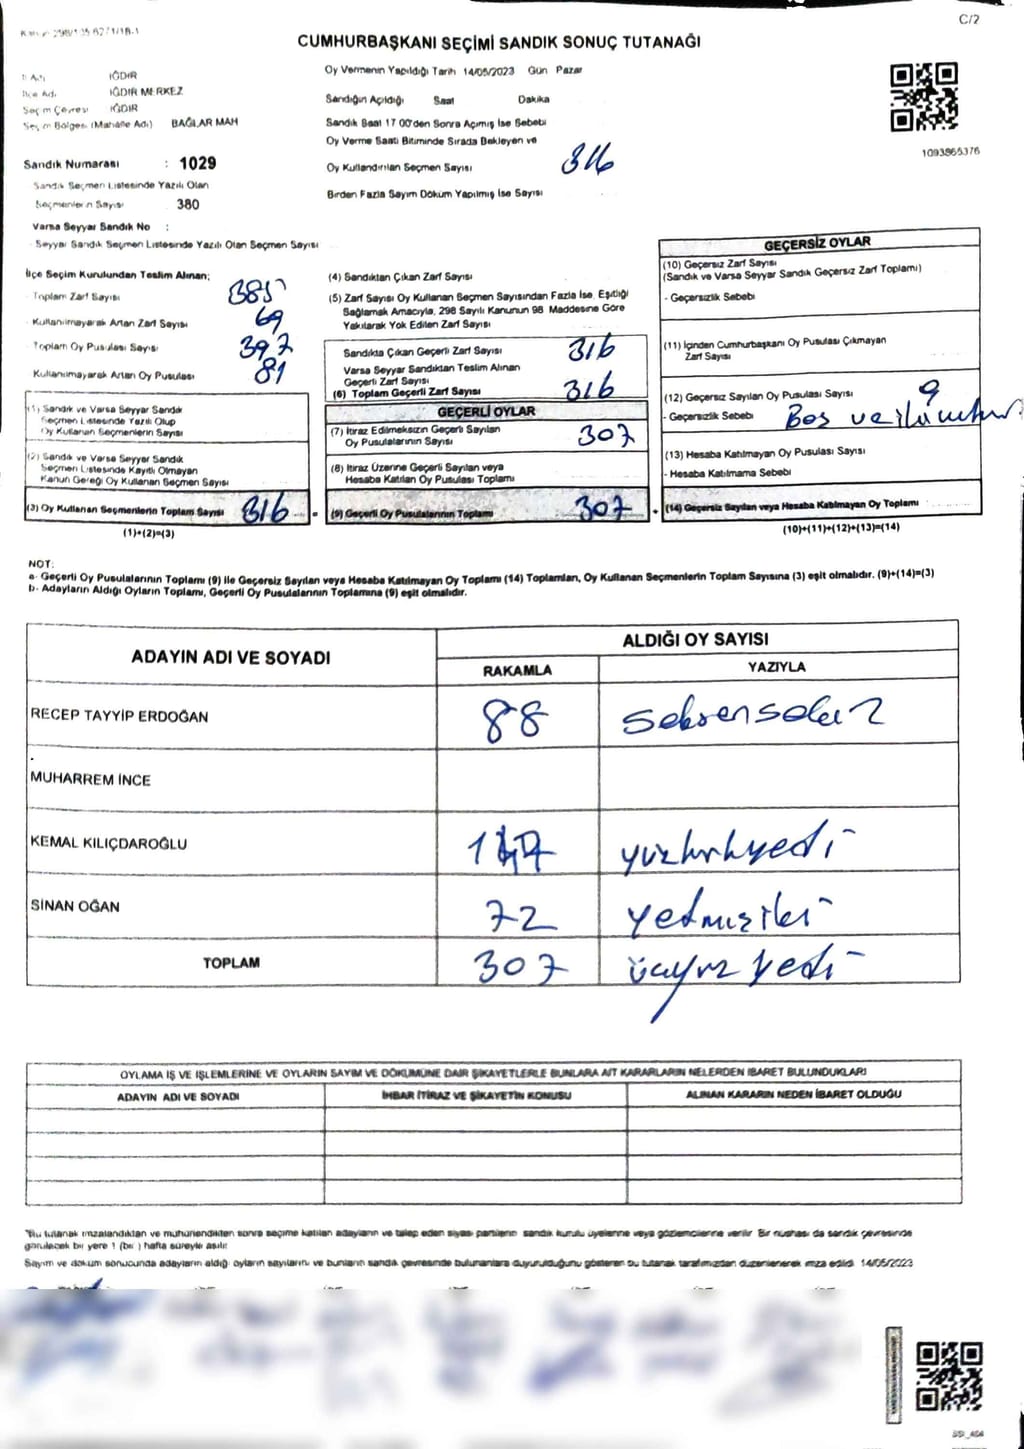 C/2
CUMHURBAŞKANI SEÇİMİ SANDIK SONUÇ TUTANAĞI
İl Adı IĞDIR
İlçe Adı IĞDIR MERKEZ
Seçim Çevresi IĞDIR
Seçim Bölgesi (Mahalle Adı) BAĞLAR MAH
Oy Vermenin Yapıldığı Tarih 14/05/2023 Gün Pazar
Sandığın Açıldığı Saat Dakika
Sandık Saat 17 00'den Sonra Açımış İse Sebebi
Oy Verme Saati Bitiminde Sırada Bekleyen ve
Oy Kullandırılan Seçmen Sayısı 316
Birden Fazla Sayım Döküm Yapılmış İse Sayısı
1093865376
Sandık Numarası : 1029
Sandık Seçmen Listesinde Yazılı Olan
Seçmenlerin Sayısı 380
Varsa Seyyar Sandık No :
Seyyar Sandık Seçmen Listesinde Yazılı Olan Seçmen Sayısı
İlçe Seçim Kurulundan Teslim Alınan;
Toplam Zarf Sayısı 385
Kullanılmayarak Artan Zarf Sayısı 69
Toplam Oy Pusulası Sayısı 397
Kullanılmayarak Artan Oy Pusulası 81
(1) Sandık ve Varsa Seyyar Sandık
Seçmen Listesinde Yazılı Olup
Oy Kullanan Seçmenlerin Sayısı
(2) Sandık ve Varsa Seyyar Sandık
Seçmen Listesinde Kayıtlı Olmayan
Kanun Gereği Oy Kullanan Seçmen Sayısı
(3) Oy Kullanan Seçmenlerin Toplam Sayısı 316
(1)+(2)=(3)
(4) Sandıktan Çıkan Zarf Sayısı
(5) Zarf Sayısı Oy Kullanan Seçmen Sayısından Fazla İse, Eşitliği
Sağlamak Amacıyla, 298 Sayılı Kanunun 98 Maddesine Göre
Yakılarak Yok Edilen Zarf Sayısı
Sandıkta Çıkan Geçerli Zarf Sayısı 316
Varsa Seyyar Sandıktan Teslim Alınan
Geçerli Zarf Sayısı
(6) Toplam Geçerli Zarf Sayısı 316
GEÇERLİ OYLAR
(7) İtiraz Edilmeksizin Geçerli Sayılan
Oy Pusulalarının Sayısı 307
(8) İtiraz Üzerine Geçerli Sayılan veya
Hesaba Katılan Oy Pusulası Toplamı
(9) Geçerli Oy Pusulalarının Toplamı 307
GEÇERSİZ OYLAR
(10) Geçersiz Zarf Sayısı
(Sandık ve Varsa Seyyar Sandık Geçersiz Zarf Toplamı)
- Geçersizlik Sebebi
(11) İçinden Cumhurbaşkanı Oy Pusulası Çıkmayan
Zarf Sayısı
(12) Geçersiz Sayılan Oy Pusulası Sayısı 9
- Geçersizlik Sebebi Boş ve
(13) Hesaba Katılmayan Oy Pusulası Sayısı
- Hesaba Katılmama Sebebi
(14) Geçersiz Sayılan veya Hesaba Katılmayan Oy Toplamı
(10)+(11)+(12)+(13)=(14)
NOT:
a- Geçerli Oy Pusulalarının Toplamı (9) ile Geçersiz Sayılan veya Hesaba Katılmayan Oy Toplamı (14) Toplamları, Oy Kullanan Seçmenlerin Toplam Sayısına (3) eşit olmalıdır. (9)+(14)=(3)
b- Adayların Aldığı Oyların Toplamı, Geçerli Oy Pusulalarının Toplamına (9) eşit olmalıdır.
ADAYIN ADI VE SOYADI ALDIĞI OY SAYISI
RAKAMLA YAZIYLA
RECEP TAYYİP ERDOĞAN 88 seksensekiz
MUHARREM İNCE
KEMAL KILIÇDAROĞLU 147 yüzkırkyedi
SİNAN OĞAN 72 yetmişiki
TOPLAM 307 üçyüz yedi
OYLAMA İŞ VE İŞLEMLERİNE VE OYLARIN SAYIM VE DÖKÜMÜNE DAİR ŞİKAYETLERLE BUNLARA AİT KARARLARIN NELERDEN İBARET BULUNDUKLARI
ADAYIN ADI VE SOYADI İHBAR İTİRAZ VE ŞİKAYETİN KONUSU ALINAN KARARIN NEDEN İBARET OLDUĞU
*Bu tutanak imzalandıktan ve mühürlendikten sonra seçime katılan adayların ve talep eden siyasi partilerin sandık kurulu üyelerine veya gözlemcilerine verilir. Bir nüshası da sandık çevresinde
görülecek bir yere 1 (bir) hafta süreyle asılır
Sayım ve döküm sonucunda adayların aldığı oyların sayılarını ve bunların sandık çevresinde bulunanlara duyurulduğunu gösteren bu tutanak tarafımızdan düzenlenerek imza edildi 14/05/2023